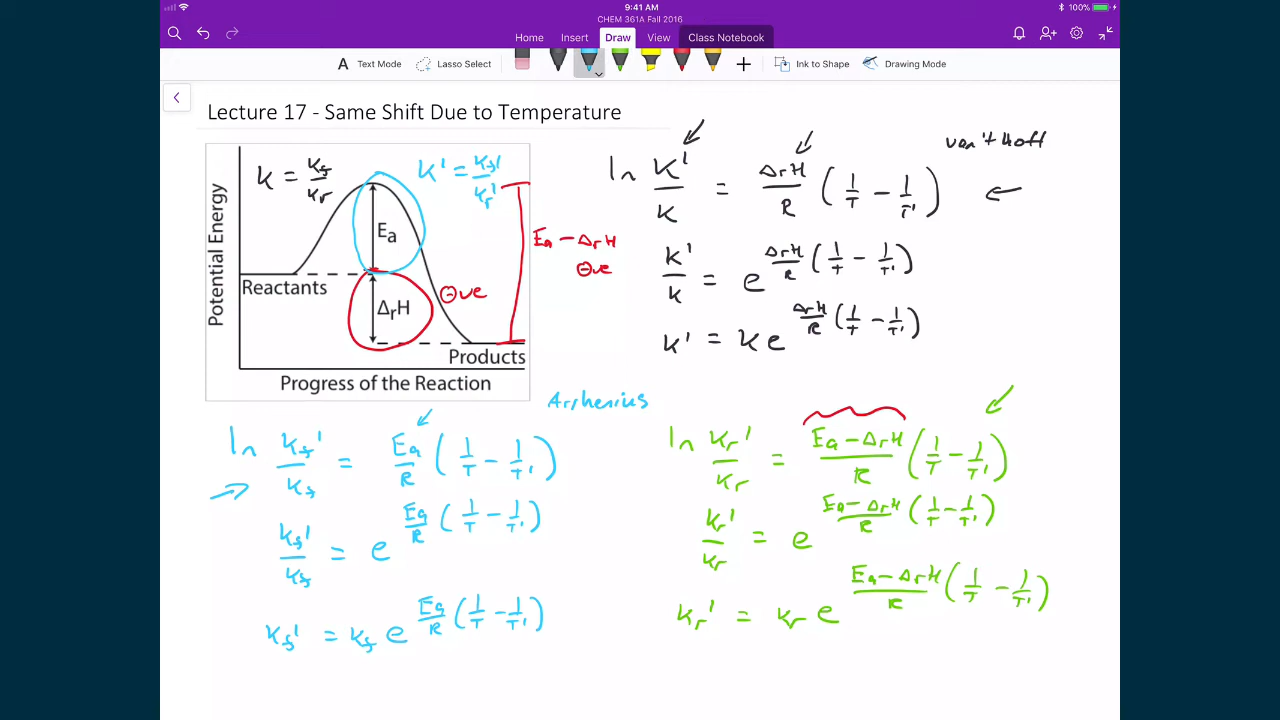 9:41 AM
100%
CHEM 361A Fall 2016
Home Insert Draw View Class Notebook
A Text Mode Lasso Select Ink to Shape Drawing Mode
Lecture 17 - Same Shift Due to Temperature
van't Hoff
K = kf/kr
K' = kf'/kr'
ln K'/K = ΔrH/R (1/T − 1/T')
Potential Energy
Ea
Ea − ΔrH
⊖ve
K'/K = e^(ΔrH/R (1/T − 1/T'))
Reactants
⊖ve
ΔrH
K' = K e^(ΔrH/R (1/T − 1/T'))
Products
Progress of the Reaction
Arrhenius
ln kf'/kf = Ea/R (1/T − 1/T')
kf'/kf = e^(Ea/R (1/T − 1/T'))
kf' = kf e^(Ea/R (1/T − 1/T'))
ln kr'/kr = Ea − ΔrH/R (1/T − 1/T')
kr'/kr = e^(Ea − ΔrH/R (1/T − 1/T'))
kr' = kr e^(Ea − ΔrH/R (1/T − 1/T'))